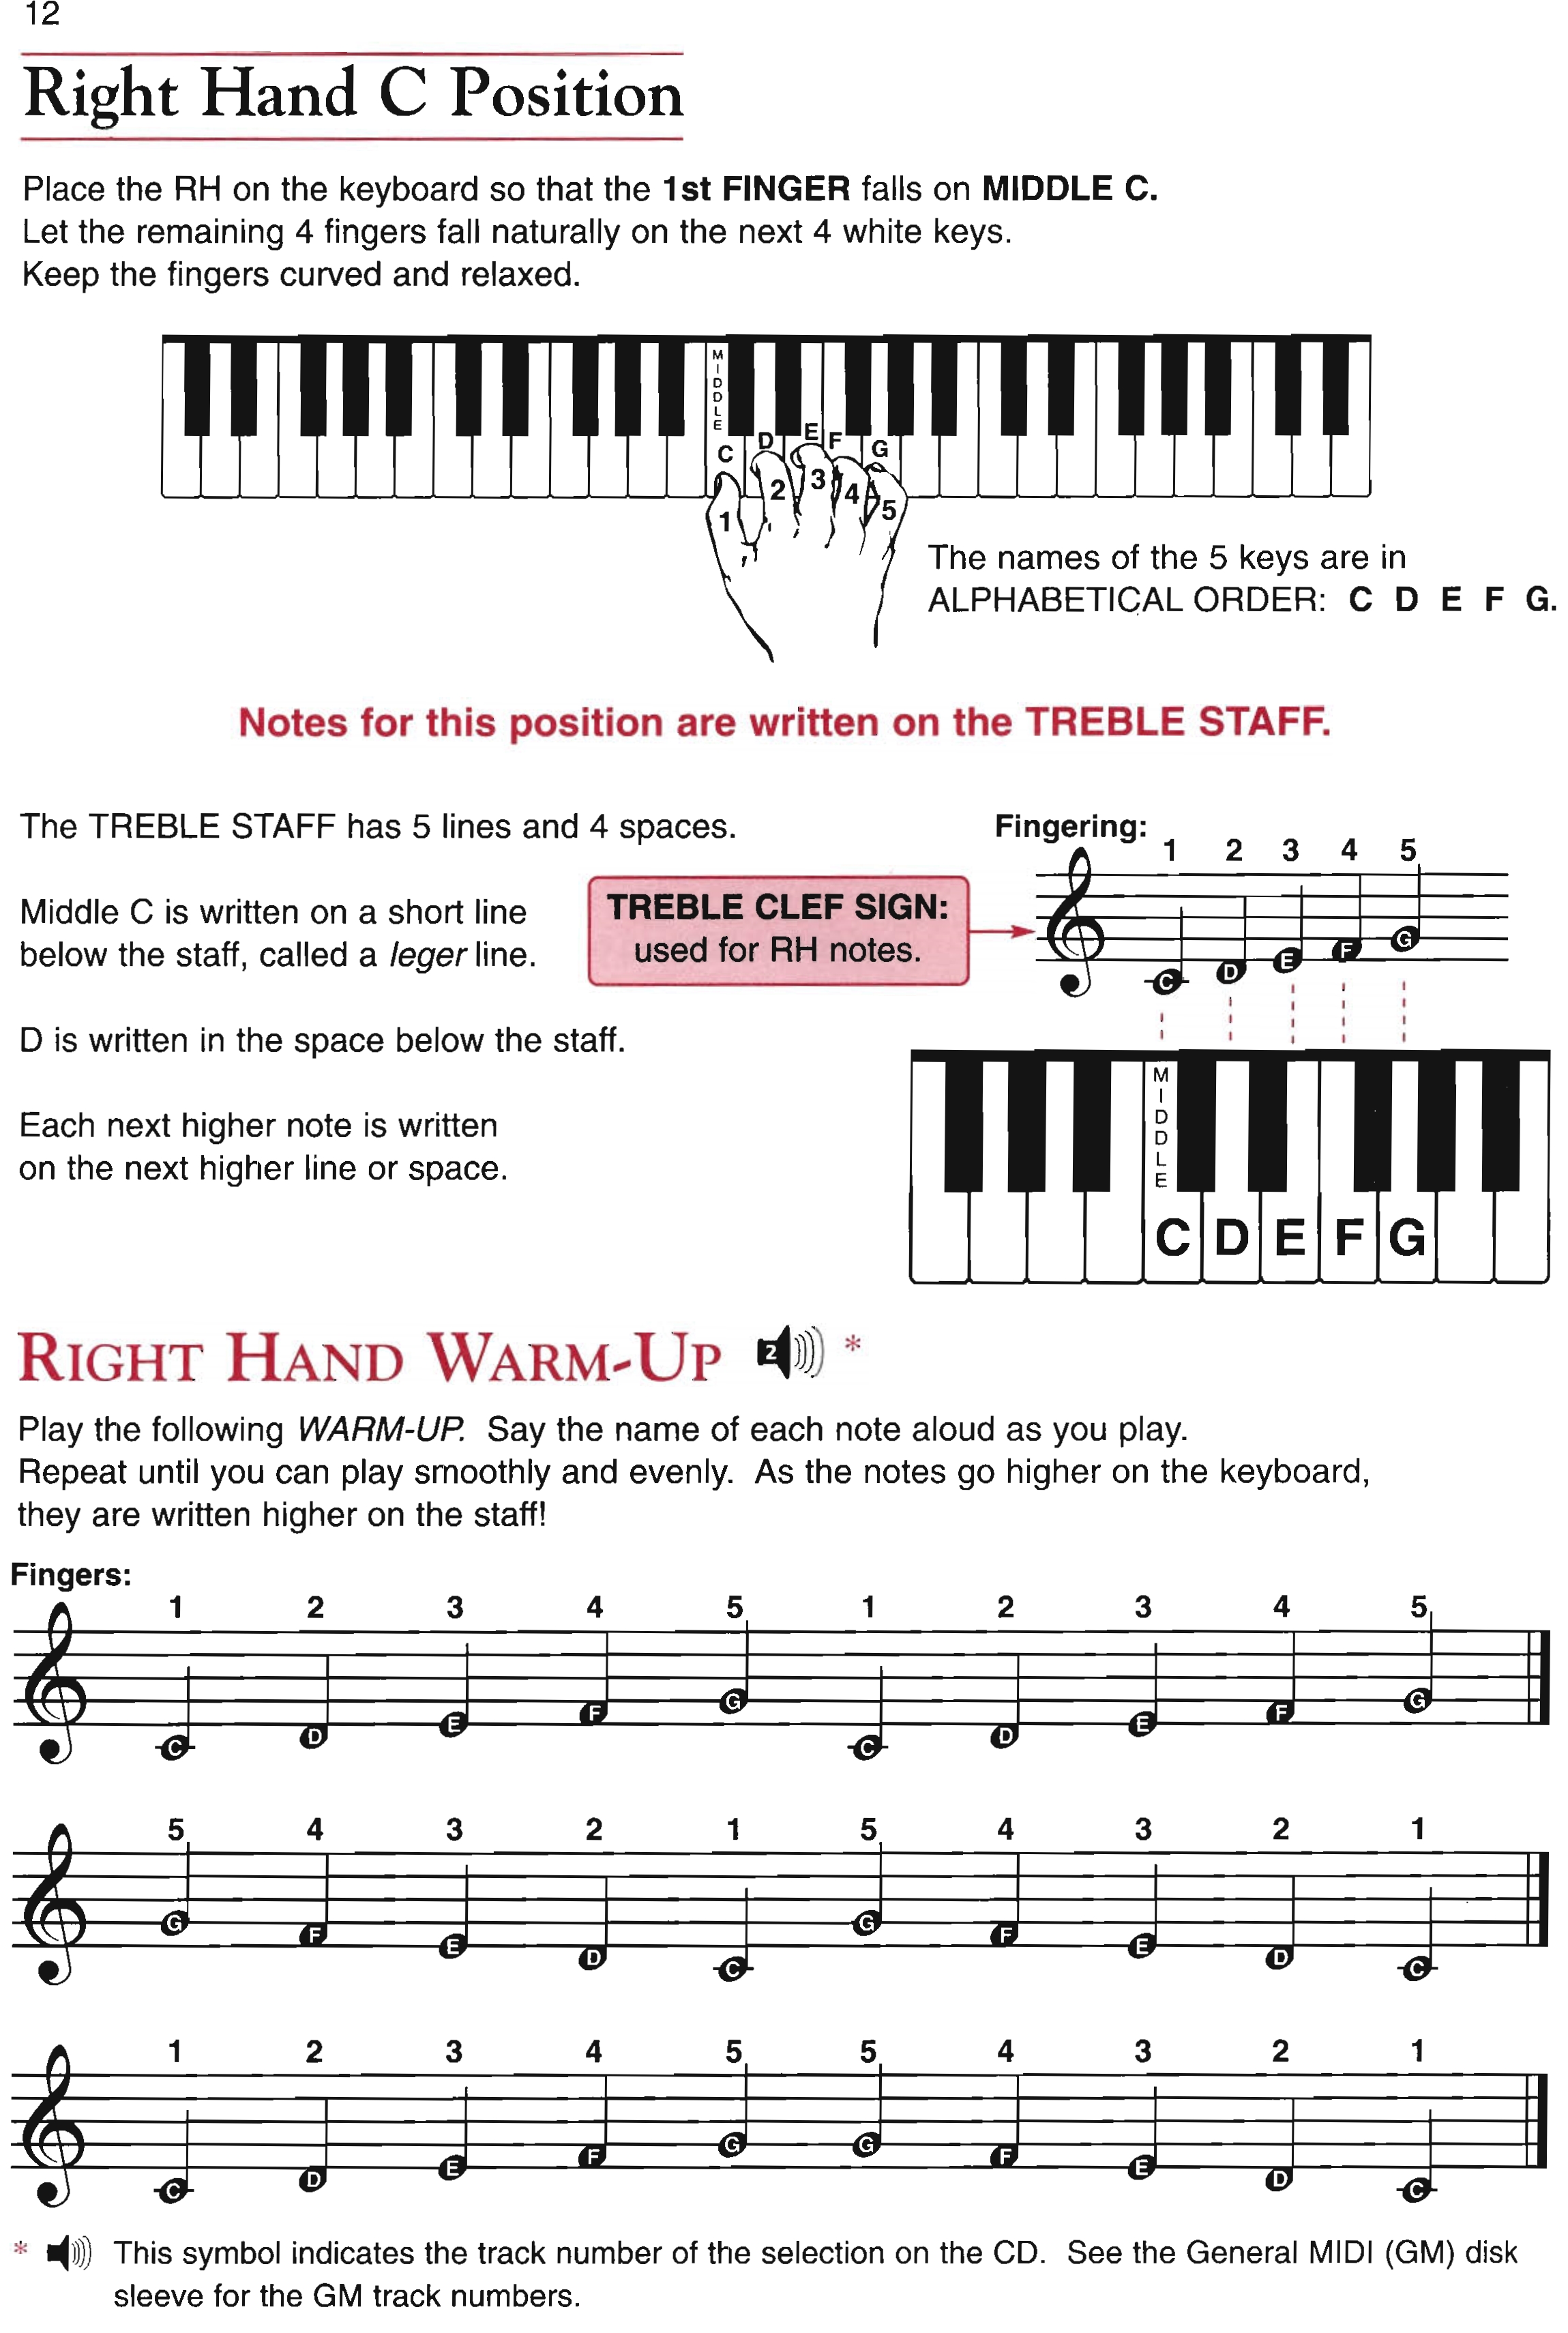 12
Right Hand C Position
Place the RH on the keyboard so that the 1st FINGER falls on MIDDLE C.
Let the remaining 4 fingers fall naturally on the next 4 white keys.
Keep the fingers curved and relaxed.
MIDDLE
C D E F G
1 2 3 4 5
The names of the 5 keys are in
ALPHABETICAL ORDER: C D E F G.
Notes for this position are written on the TREBLE STAFF.
The TREBLE STAFF has 5 lines and 4 spaces.
Middle C is written on a short line
below the staff, called a leger line.
D is written in the space below the staff.
Each next higher note is written
on the next higher line or space.
TREBLE CLEF SIGN:
used for RH notes.
Fingering:
1 2 3 4 5
C D E F G
MIDDLE
C D E F G
RIGHT HAND WARM-UP 2 *
Play the following WARM-UP. Say the name of each note aloud as you play.
Repeat until you can play smoothly and evenly. As the notes go higher on the keyboard,
they are written higher on the staff!
Fingers:
1 2 3 4 5 1 2 3 4 5
C D E F G C D E F G
5 4 3 2 1 5 4 3 2 1
G F E D C G F E D C
1 2 3 4 5 5 4 3 2 1
C D E F G G F E D C
* This symbol indicates the track number of the selection on the CD. See the General MIDI (GM) disk
sleeve for the GM track numbers.